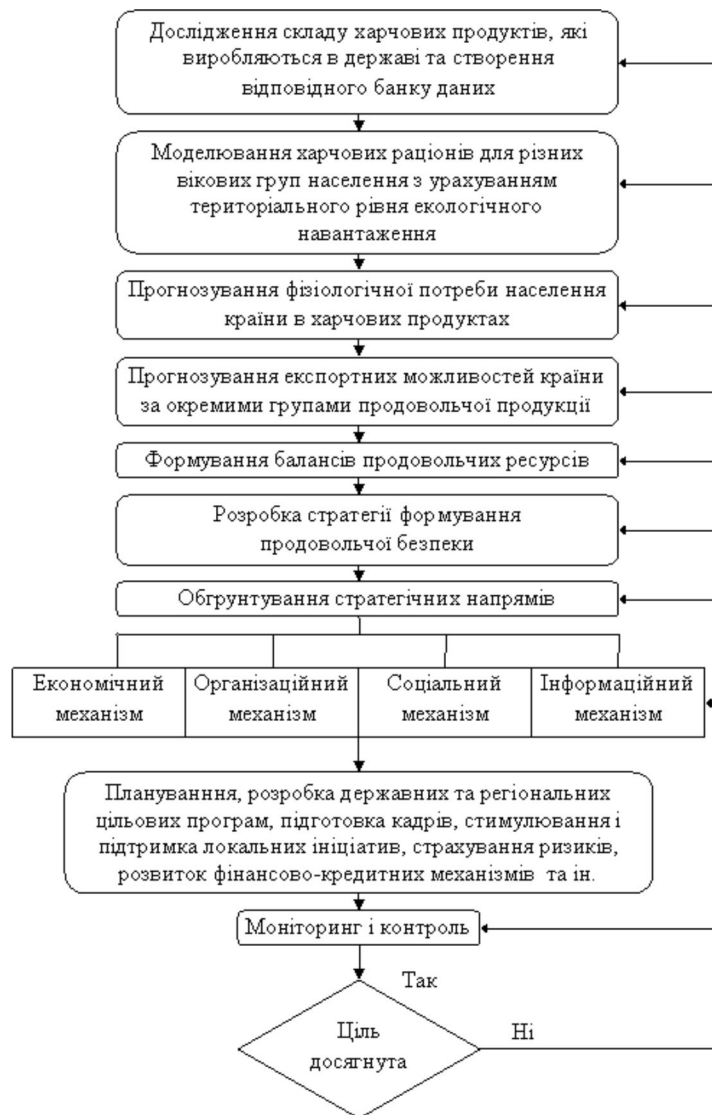 Дослідження складу харчових продуктів, які
виробляються в державі та створення
відповідного банку даних
Моделювання харчових раціонів для різних
вікових груп населення з урахуванням
територіального рівня екологічного
навантаження
Прогнозування фізіологічної потреби населення
країни в харчових продуктах
Прогнозування експортних можливостей країни
за окремими групами продовольчої продукції
Формування балансів продовольчих ресурсів
Розробка стратегії формування
продовольчої безпеки
Обгрунтування стратегічних напрямів
Економічний
механізм
Організаційний
механізм
Соціальний
механізм
Інформаційний
механізм
Плануванння, розробка державних та регіональних
цільових програм, підготовка кадрів, стимулювання і
підтримка локальних ініціатив, страхування ризиків,
розвиток фінансово-кредитних механізмів та ін.
Моніторинг і контроль
Так
Ціль
досягнута
Ні